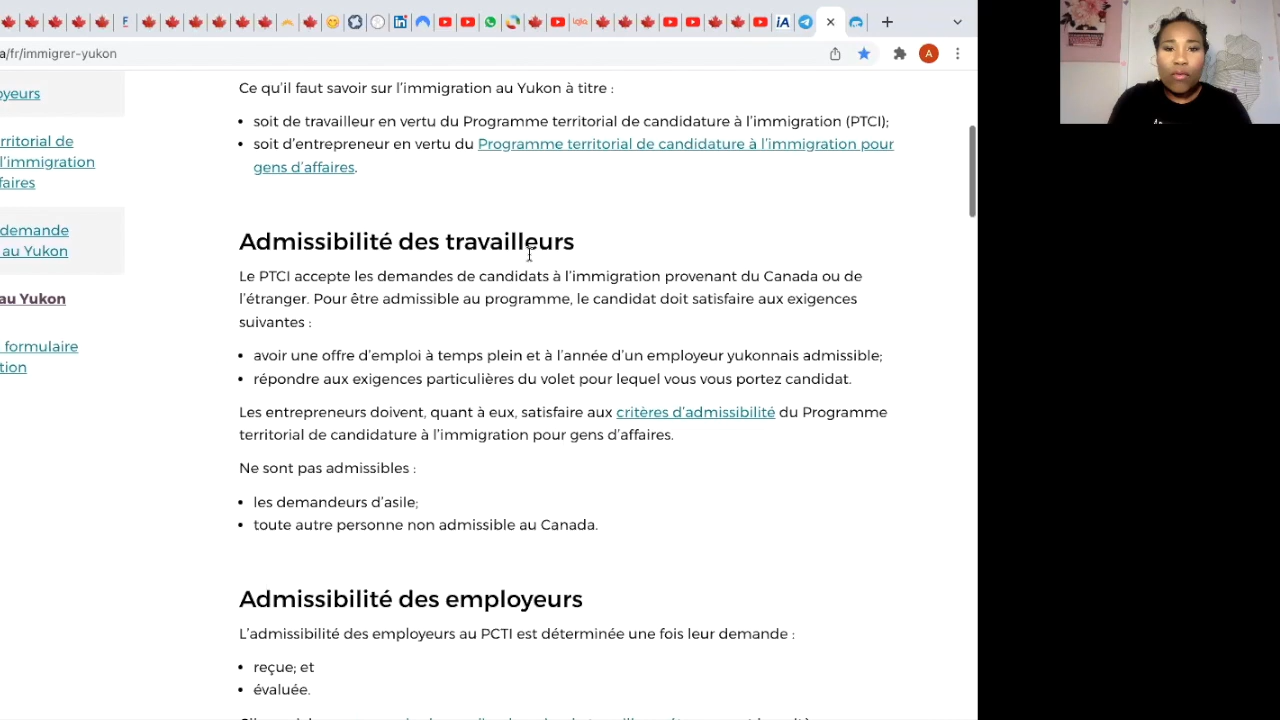 a/fr/immigrer-yukon
A
iA
oyeurs
rritorial de
l'immigration
faires
demande
au Yukon
au Yukon
formulaire
tion
Ce qu'il faut savoir sur l'immigration au Yukon à titre :
• soit de travailleur en vertu du Programme territorial de candidature à l'immigration (PTCI);
• soit d'entrepreneur en vertu du Programme territorial de candidature à l'immigration pour
gens d'affaires.
Admissibilité des travailleurs
Le PTCI accepte les demandes de candidats à l'immigration provenant du Canada ou de
l'étranger. Pour être admissible au programme, le candidat doit satisfaire aux exigences
suivantes :
• avoir une offre d'emploi à temps plein et à l'année d'un employeur yukonnais admissible;
• répondre aux exigences particulières du volet pour lequel vous vous portez candidat.
Les entrepreneurs doivent, quant à eux, satisfaire aux critères d'admissibilité du Programme
territorial de candidature à l'immigration pour gens d'affaires.
Ne sont pas admissibles :
• les demandeurs d'asile;
• toute autre personne non admissible au Canada.
Admissibilité des employeurs
L'admissibilité des employeurs au PCTI est déterminée une fois leur demande :
• reçue; et
• évaluée.